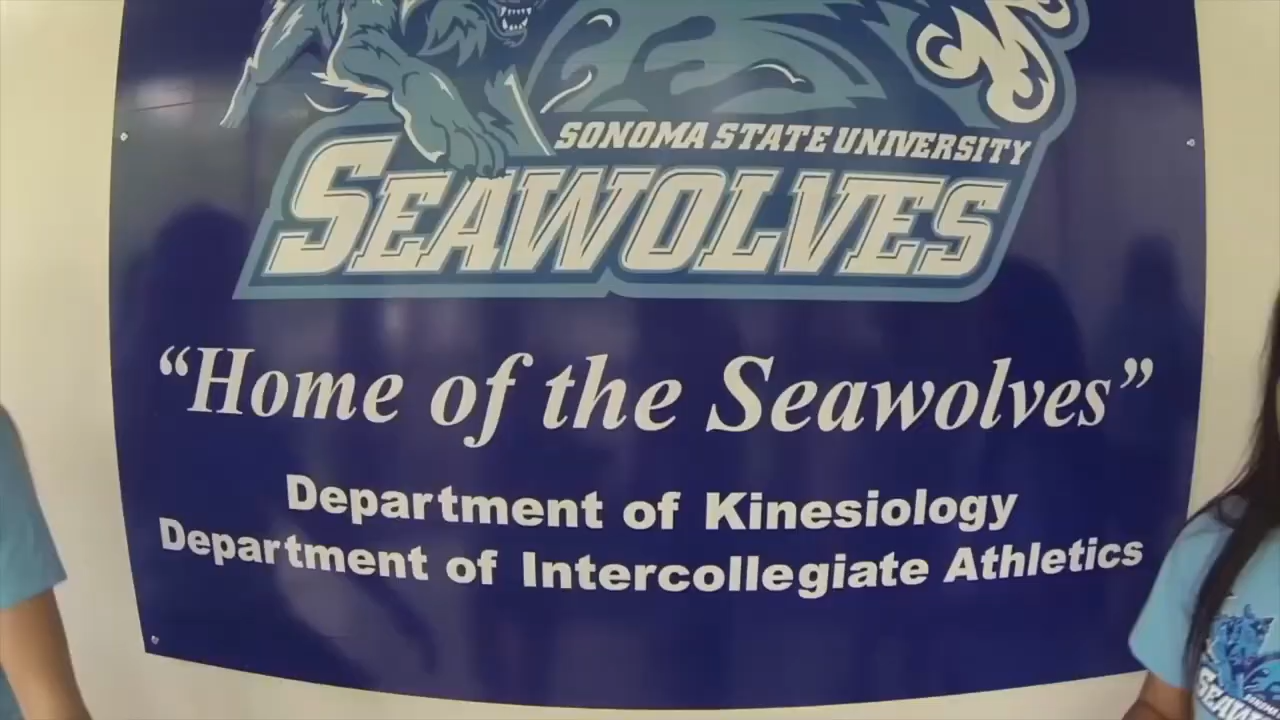 SONOMA STATE UNIVERSITY
SEAWOLVES
“Home of the Seawolves”
Department of Kinesiology
Department of Intercollegiate Athletics